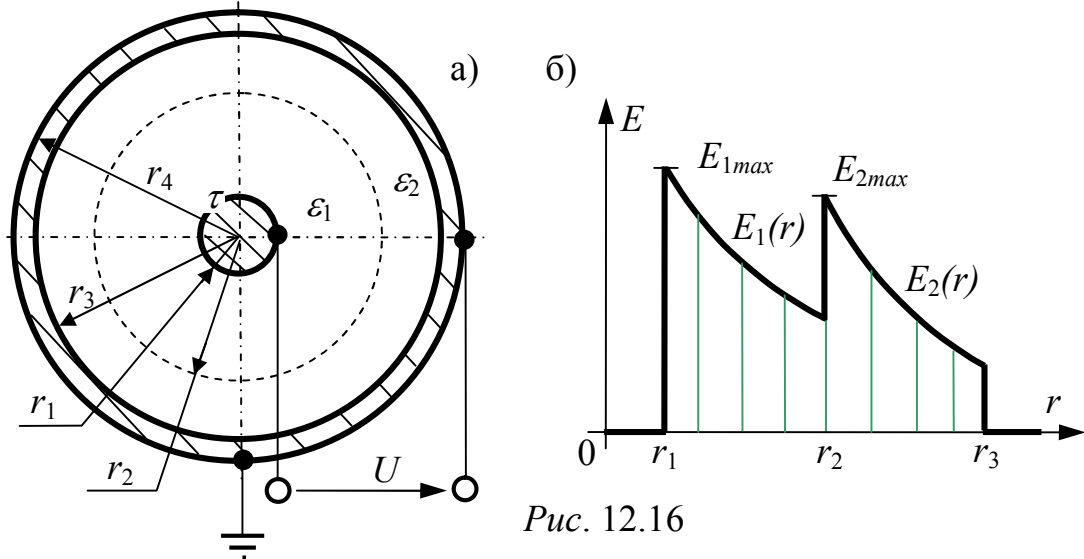 а)
r4
τ
ε1
ε2
r3
r1
r2
U
б)
E
E1max
E2max
E1(r)
E2(r)
0
r1
r2
r3
r
Рис. 12.16